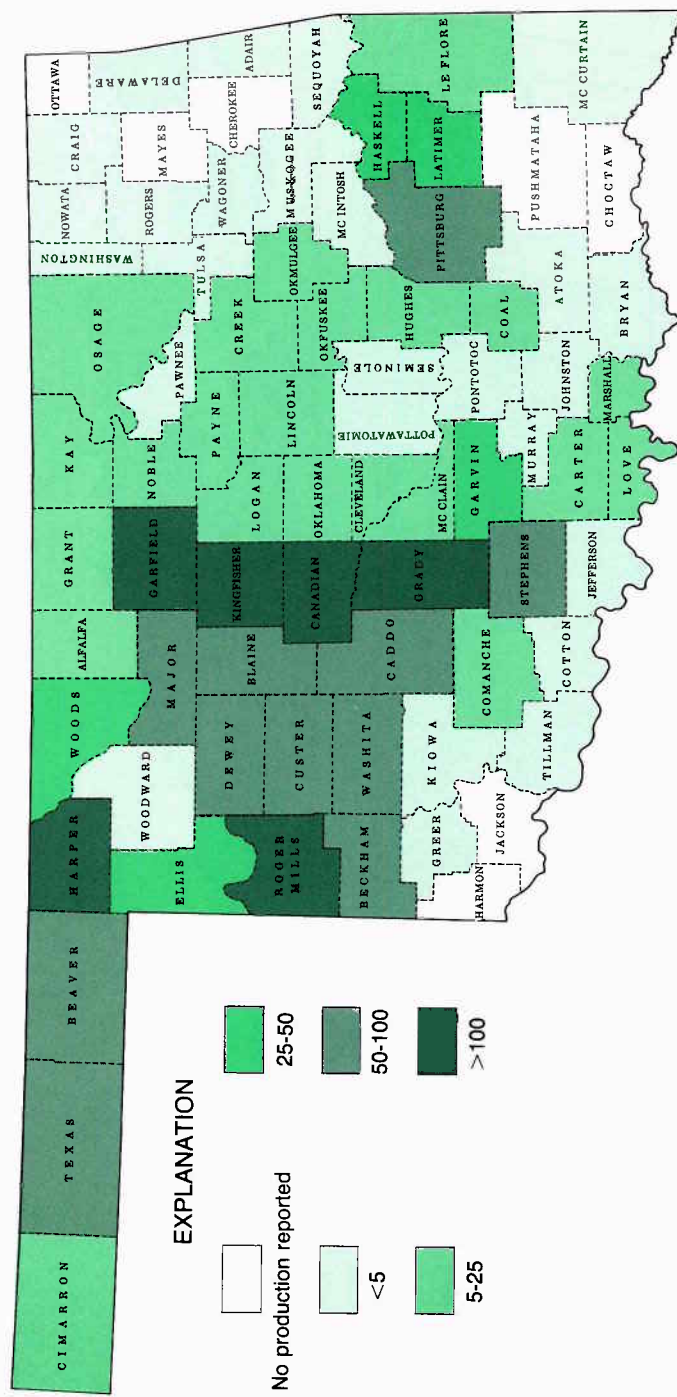 CIMARRON
TEXAS
BEAVER
HARPER
WOODS
ALFALFA
GRANT
KAY
OSAGE
WASHINGTON
NOWATA
CRAIG
OTTAWA
ELLIS
WOODWARD
MAJOR
GARFIELD
NOBLE
PAWNEE
TULSA
ROGERS
MAYES
DELAWARE
ROGER
MILLS
DEWEY
BLAINE
KINGFISHER
LOGAN
PAYNE
CREEK
WAGONER
CHEROKEE
ADAIR
CUSTER
CANADIAN
OKLAHOMA
LINCOLN
OKMULGEE
MUSKOGEE
SEQUOYAH
BECKHAM
WASHITA
CADDO
GRADY
CLEVELAND
MC CLAIN
POTTAWATOMIE
SEMINOLE
OKFUSKEE
MC INTOSH
HASKELL
HUGHES
PITTSBURG
LATIMER
LE FLORE
HARMON
GREER
JACKSON
KIOWA
COMANCHE
STEPHENS
GARVIN
PONTOTOC
COAL
TILLMAN
COTTON
JEFFERSON
MURRAY
CARTER
JOHNSTON
ATOKA
PUSHMATAHA
MC CURTAIN
LOVE
MARSHALL
BRYAN
CHOCTAW
EXPLANATION
No production reported
<5
5-25
25-50
50-100
>100